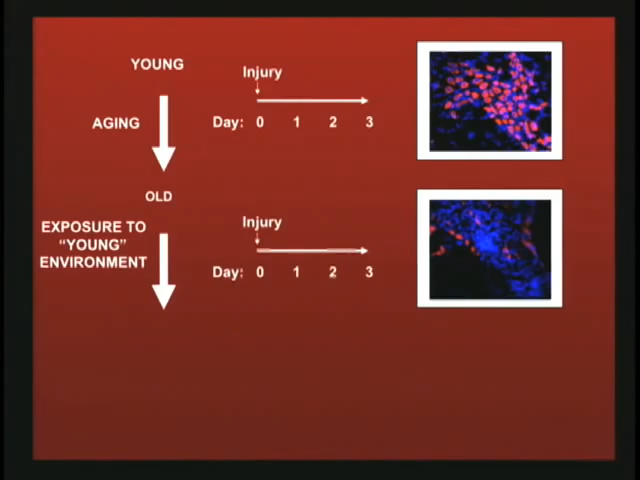 YOUNG
Injury
AGING
Day: 0 1 2 3
OLD
EXPOSURE TO
“YOUNG”
ENVIRONMENT
Injury
Day: 0 1 2 3